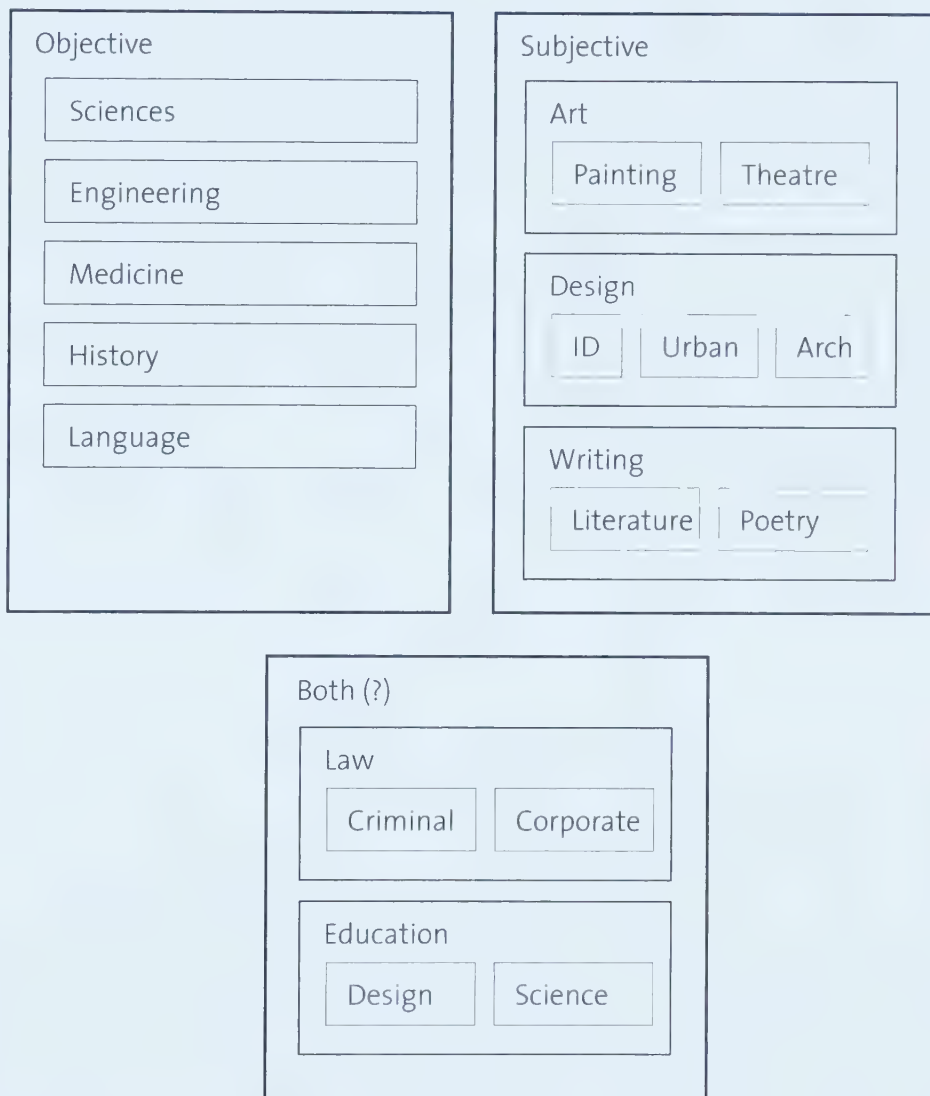 Objective
Sciences
Engineering
Medicine
History
Language
Subjective
Art
Painting Theatre
Design
ID Urban Arch
Writing
Literature Poetry
Both (?)
Law
Criminal Corporate
Education
Design Science